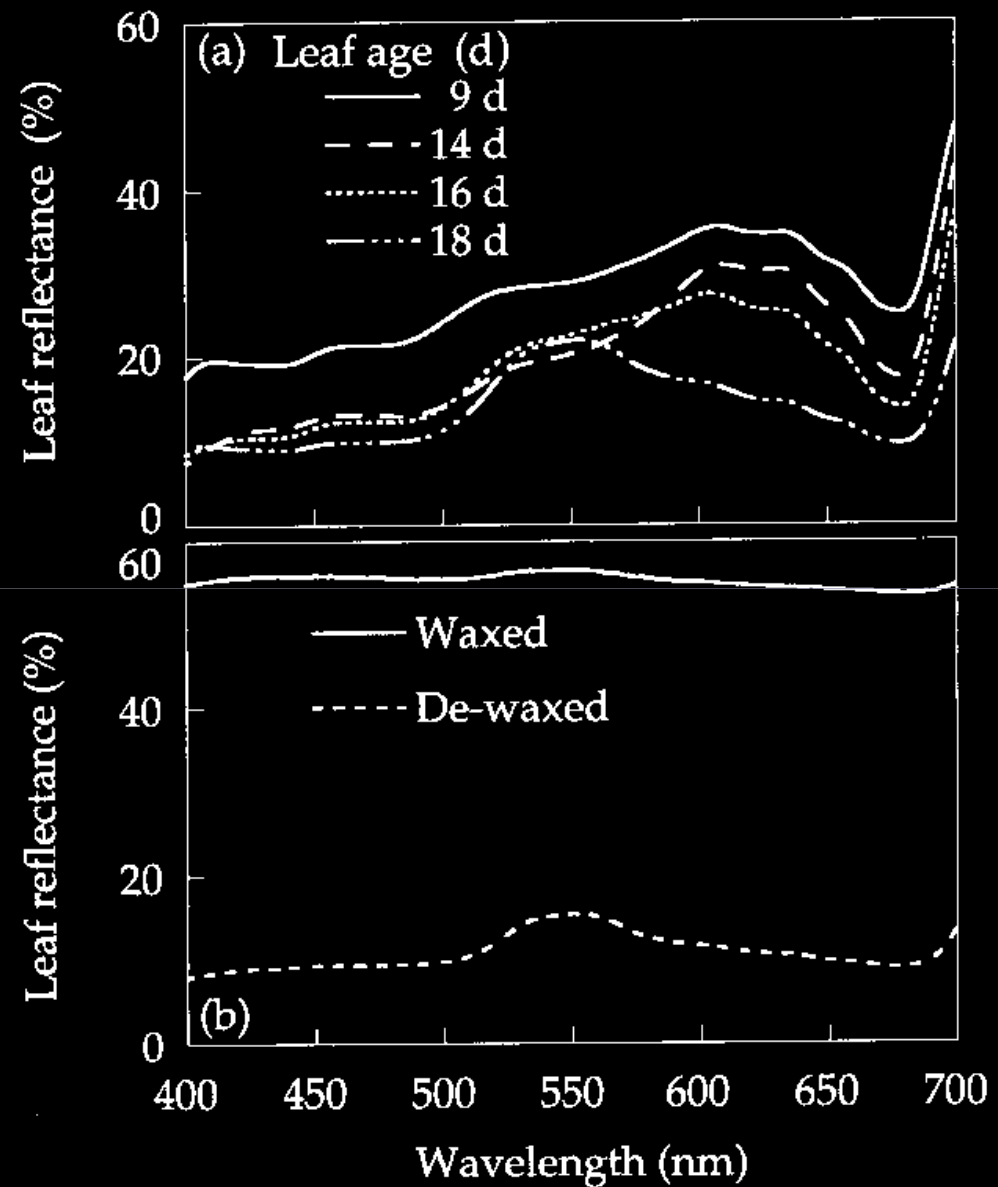 60
(a) Leaf age (d)
9 d
14 d
16 d
18 d
40
20
0
Leaf reflectance (%)
60
Waxed
De-waxed
40
20
0
(b)
Leaf reflectance (%)
400 450 500 550 600 650 700
Wavelength (nm)